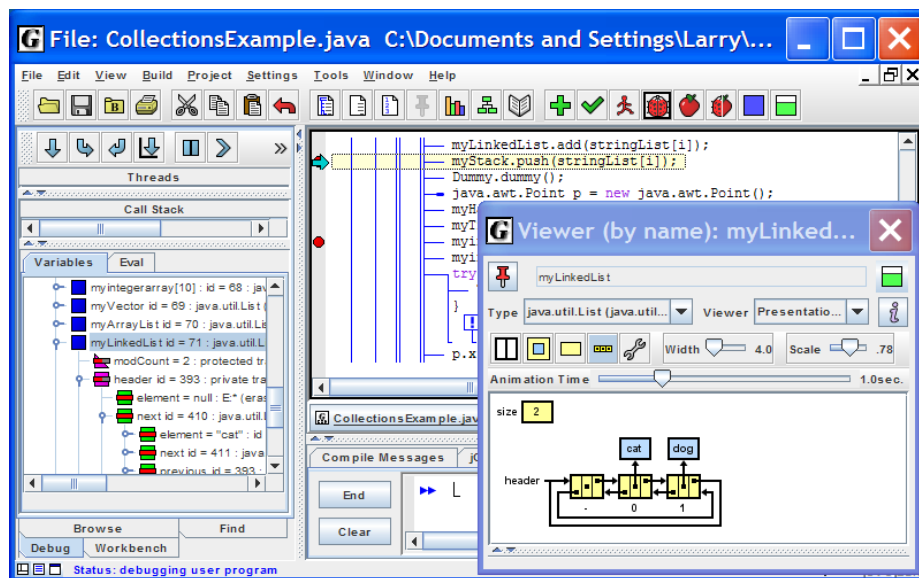 G File: CollectionsExample.java C:\Documents and Settings\Larry\...
File Edit View Build Project Settings Tools Window Help
B
»
Threads
Call Stack
Variables Eval
myintegerarray[10] : id = 68 : jav
myVector id = 69 : java.util.List (
myArrayList id = 70 : java.util.Lis
myLinkedList id = 71 : java.util.L
modCount = 2 : protected tra
header id = 393 : private tra
element = null : E:* (eras
next id = 410 : java.util.l
element = "cat" : id
next id = 411 : java
previous id = 393 :
Browse Find
Debug Workbench
Status: debugging user program
myLinkedList.add(stringList[i]);
myStack.push(stringList[i]);
Dummy.dummy();
java.awt.Point p = new java.awt.Point();
myH
myT
myi
myi
try
}
!
p.x
CollectionsExample.jav
Compile Messages
End
Clear
L
G Viewer (by name): myLinked...
myLinkedList
Type java.util.List (java.util... Viewer Presentatio... i
Width 4.0 Scale .78
Animation Time 1.0sec.
size 2
cat dog
header
- 0 1